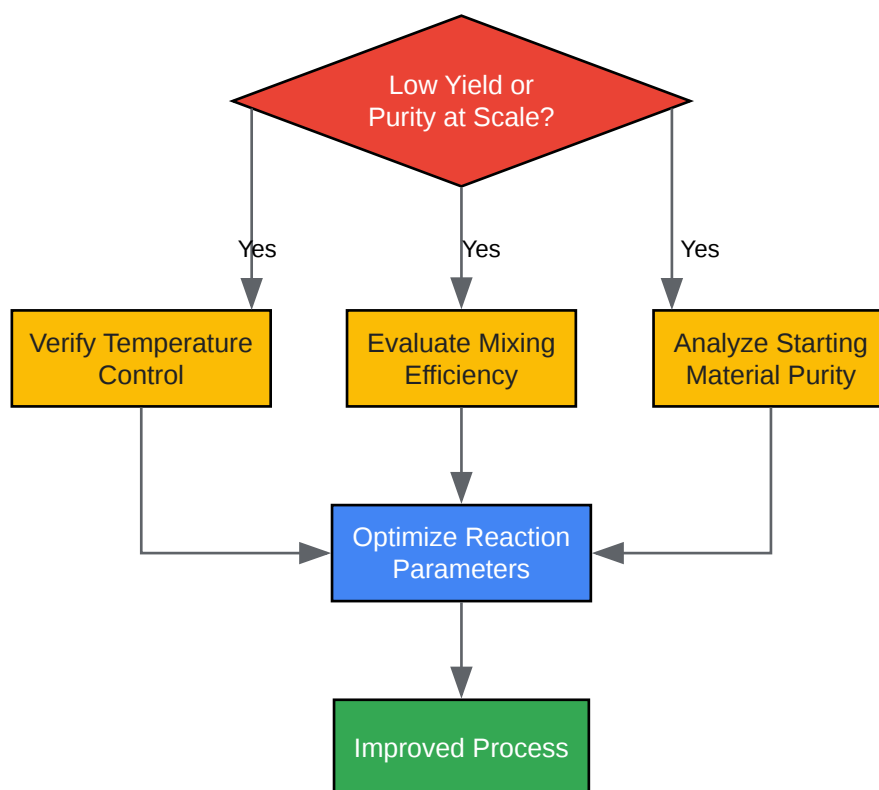 Low Yield or
Purity at Scale?
Yes
Yes
Yes
Verify Temperature
Control
Evaluate Mixing
Efficiency
Analyze Starting
Material Purity
Optimize Reaction
Parameters
Improved Process